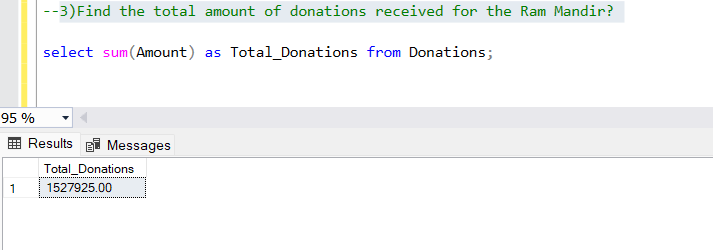 --3)Find the total amount of donations received for the Ram Mandir?
select sum(Amount) as Total_Donations from Donations;
95 %
Results Messages
Total_Donations
1 1527925.00